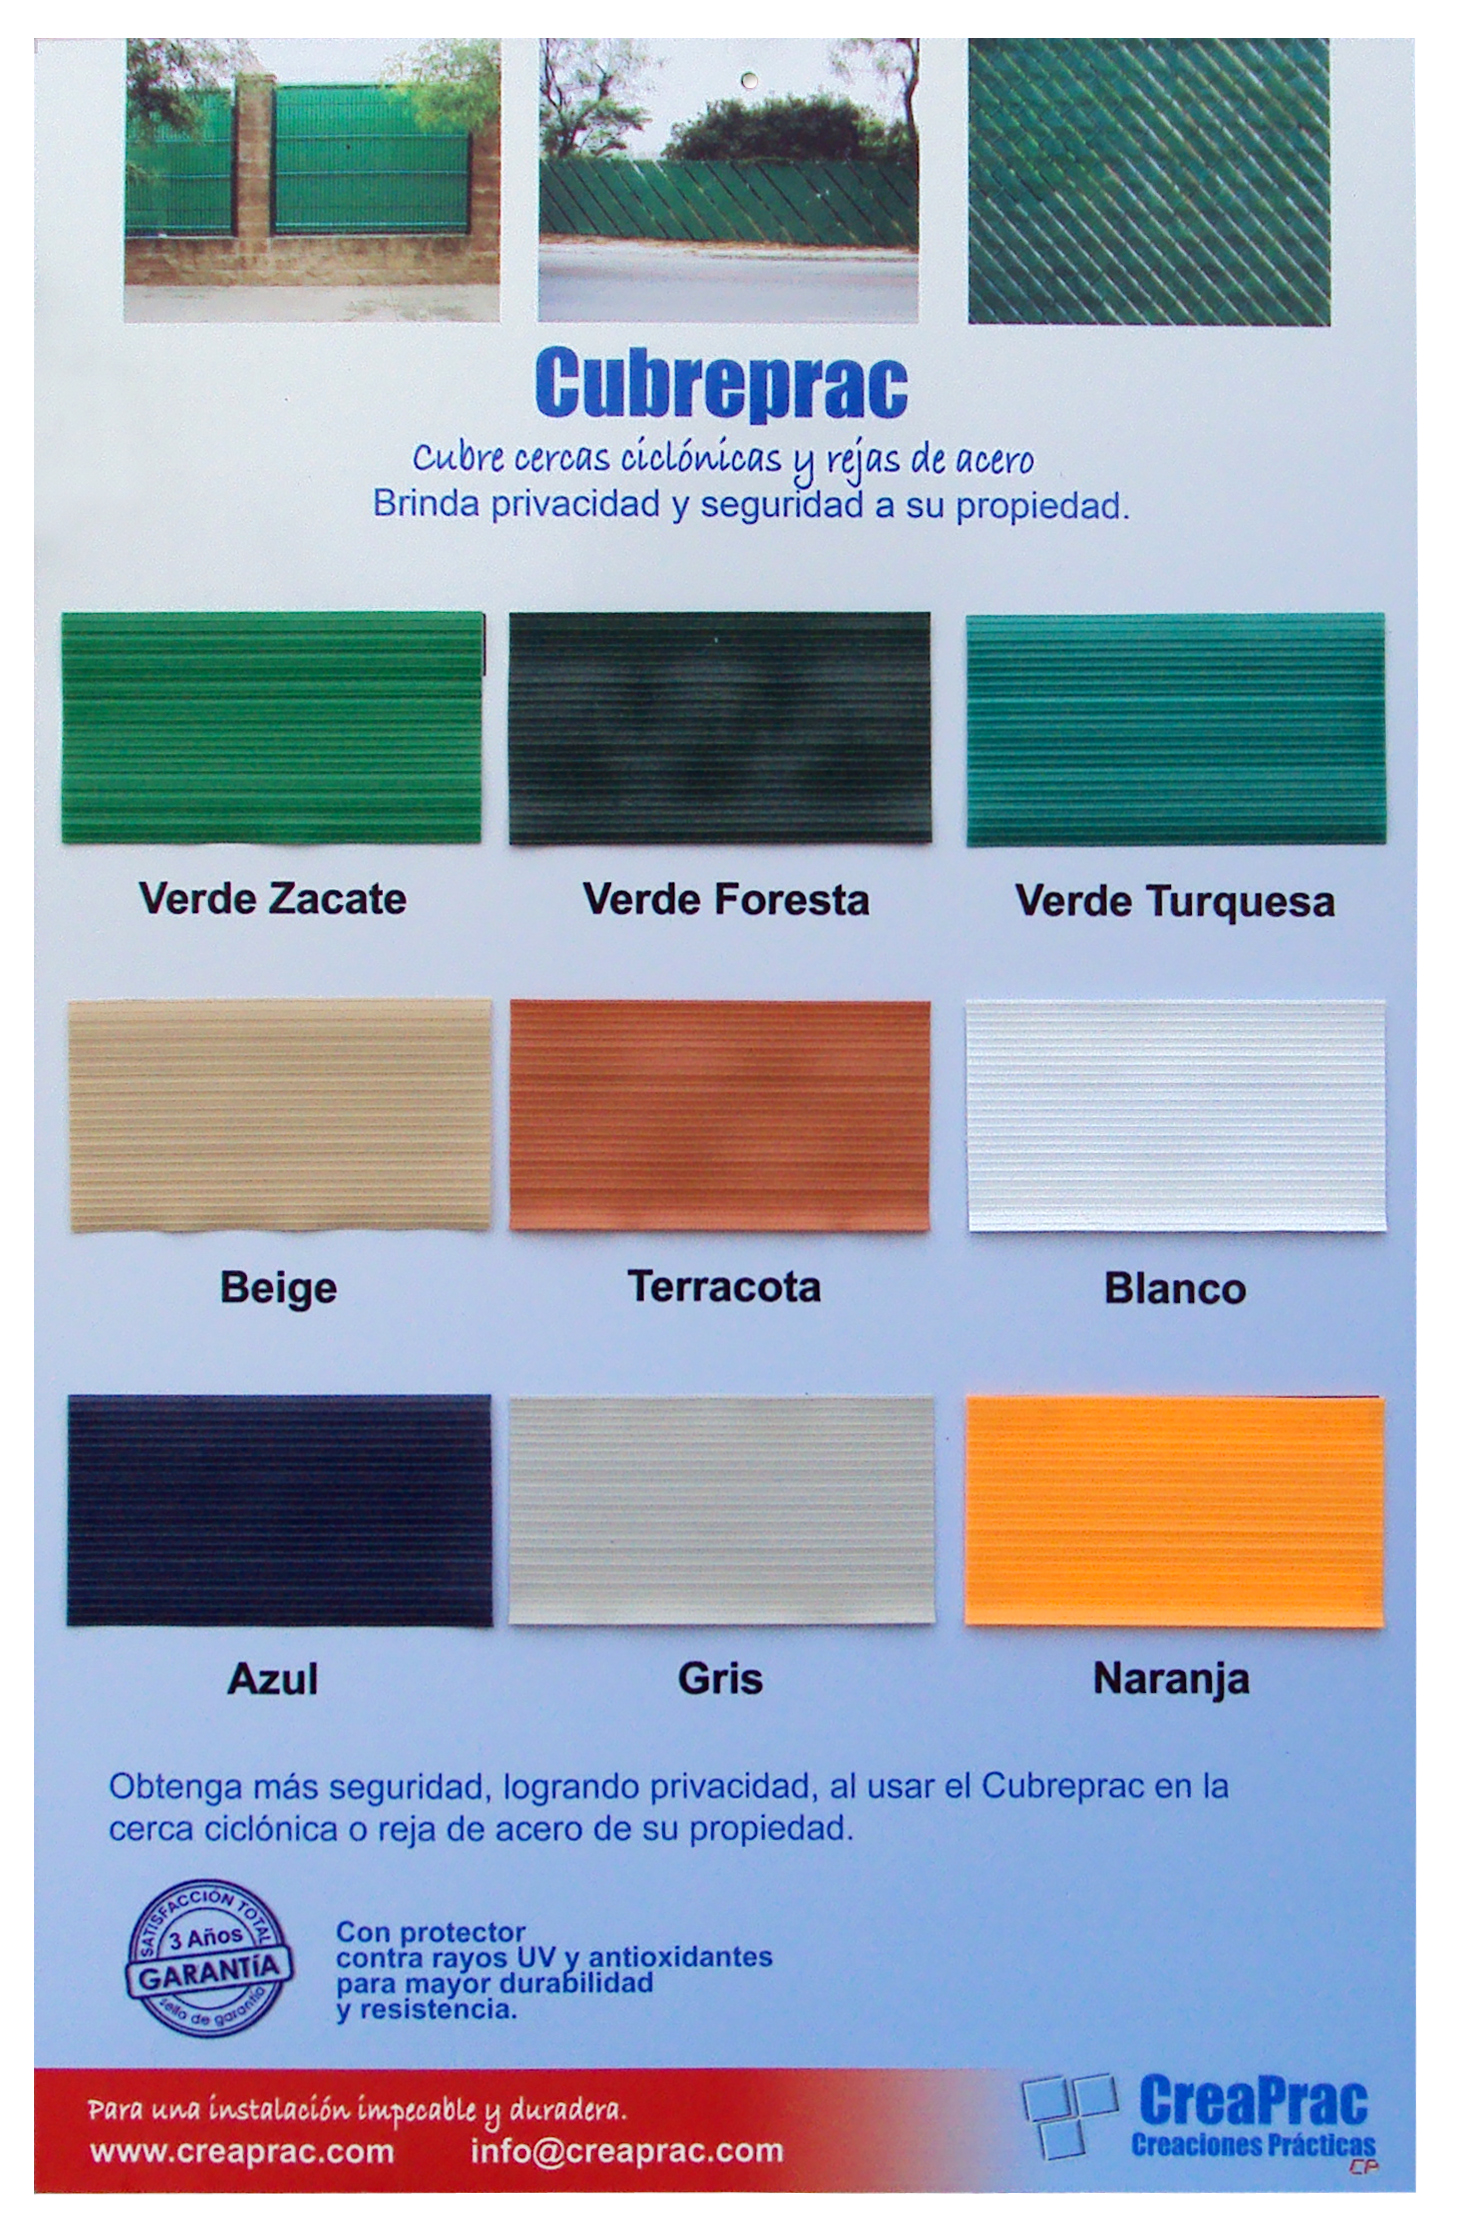 Cubreprac
Cubre cercas ciclónicas y rejas de acero
Brinda privacidad y seguridad a su propiedad.
Verde Zacate
Verde Foresta
Verde Turquesa
Beige
Terracota
Blanco
Azul
Gris
Naranja
Obtenga más seguridad, logrando privacidad, al usar el Cubreprac en la
cerca ciclónica o reja de acero de su propiedad.
SATISFACCIÓN TOTAL
3 Años
GARANTÍA
sello de garantía
Con protector
contra rayos UV y antioxidantes
para mayor durabilidad
y resistencia.
Para una instalación impecable y duradera.
www.creaprac.com
info@creaprac.com
CreaPrac
Creaciones Prácticas
CP